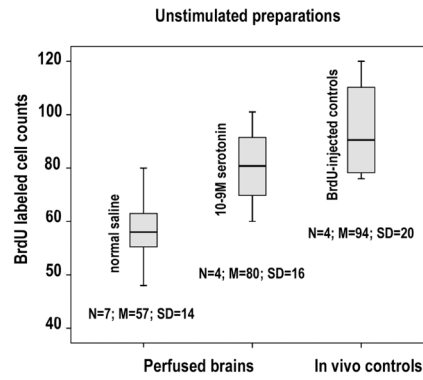 Unstimulated preparations
BrdU labeled cell counts
120
100
80
60
50
40
normal saline
10-9M serotonin
BrdU-injected controls
N=7; M=57; SD=14
N=4; M=80; SD=16
N=4; M=94; SD=20
Perfused brains
In vivo controls